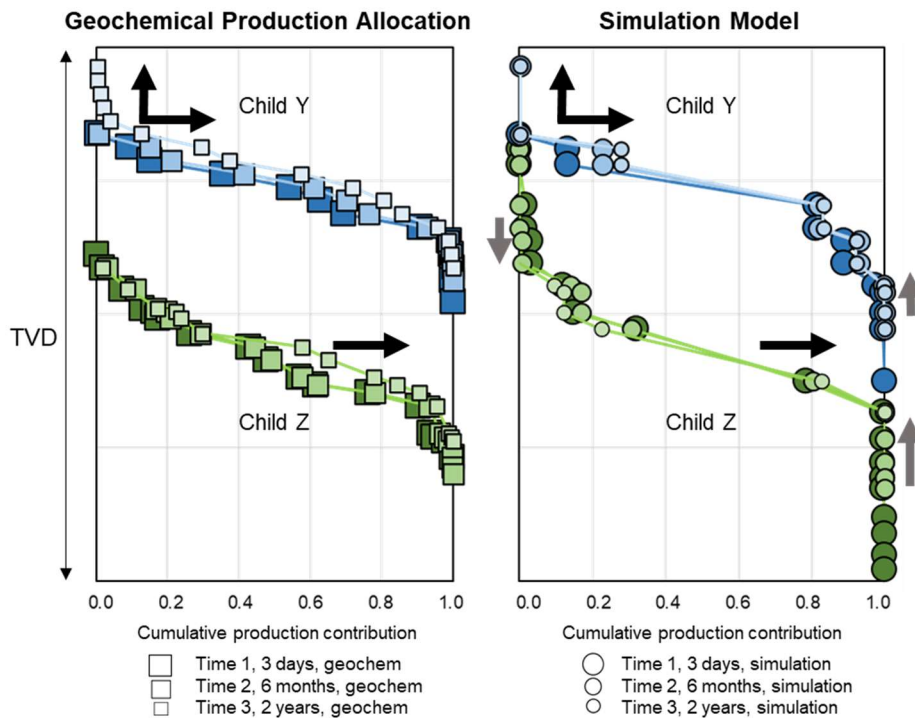 Geochemical Production Allocation
Simulation Model
TVD
Child Y
Child Z
0.0 0.2 0.4 0.6 0.8 1.0
Cumulative production contribution
Time 1, 3 days, geochem
Time 2, 6 months, geochem
Time 3, 2 years, geochem
Child Y
Child Z
0.0 0.2 0.4 0.6 0.8 1.0
Cumulative production contribution
Time 1, 3 days, simulation
Time 2, 6 months, simulation
Time 3, 2 years, simulation